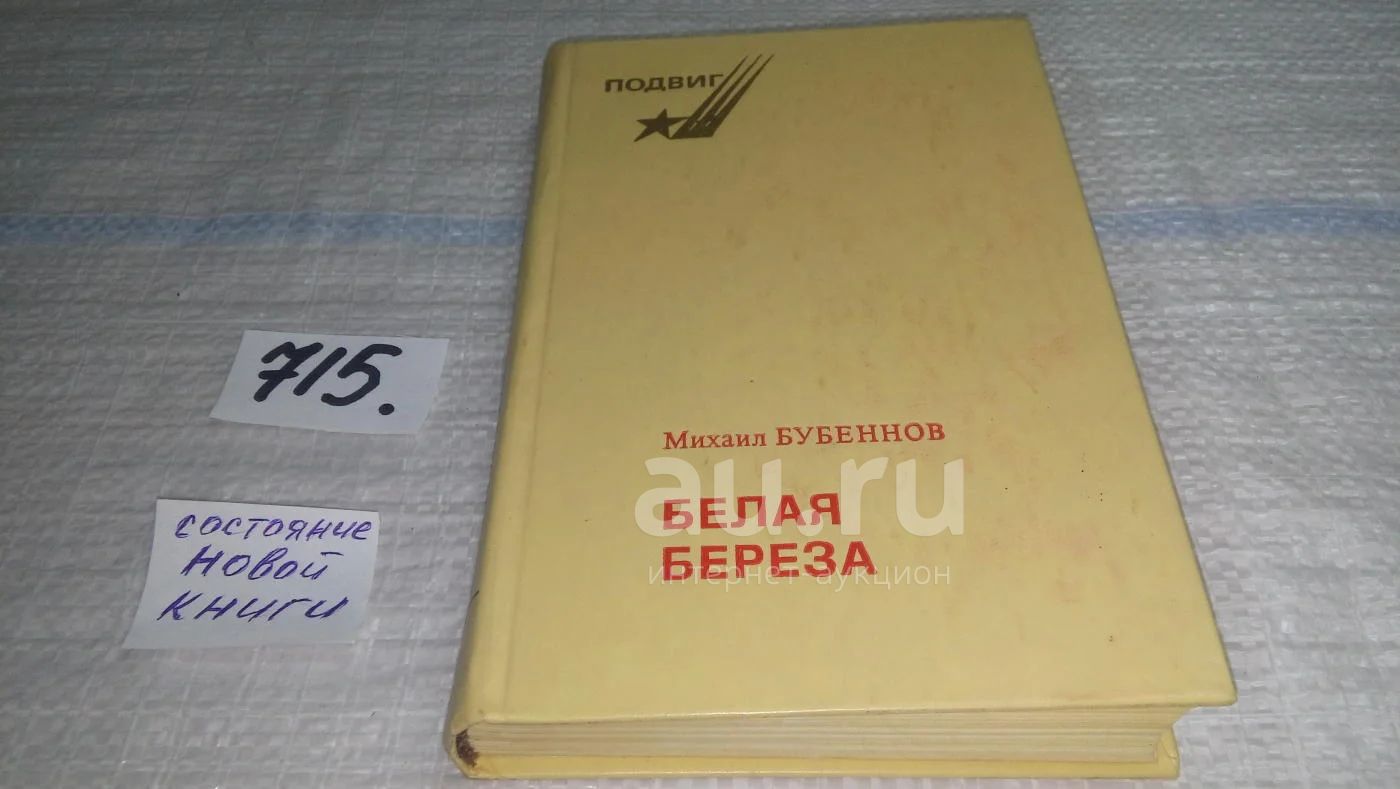 ПОДВИГ
715.
Михаил БУБЕННОВ
au.ru
БЕЛАЯ
БЕРЕЗА
интернет-аукцион
состояние
новой
книги